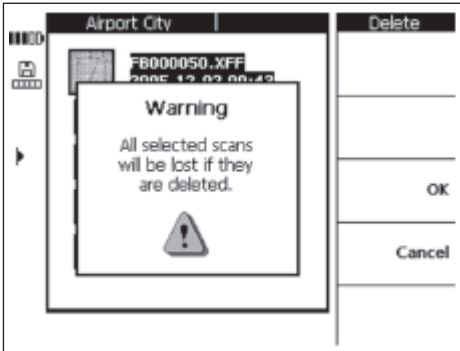 Airport City
Delete
FB000050.XFF
Warning
All selected scans
will be lost if they
are deleted.
OK
Cancel